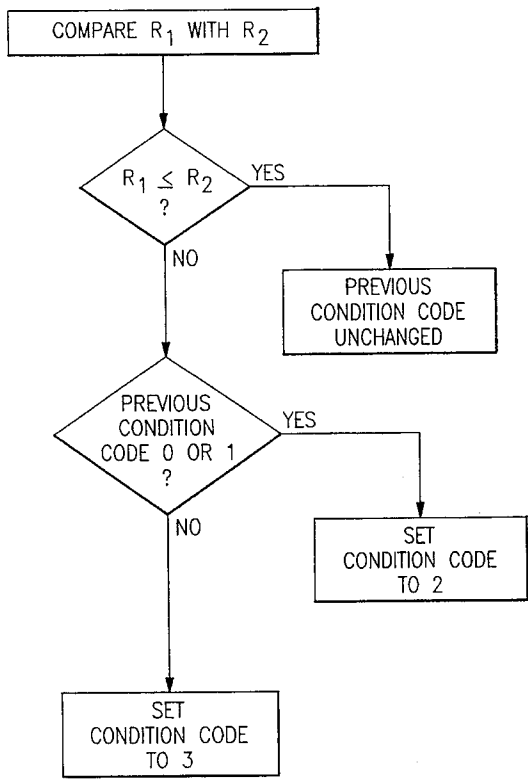 COMPARE R1 WITH R2
R1 ≤ R2
?
YES
NO
PREVIOUS
CONDITION CODE
UNCHANGED
PREVIOUS
CONDITION
CODE 0 OR 1
?
YES
NO
SET
CONDITION CODE
TO 2
SET
CONDITION CODE
TO 3